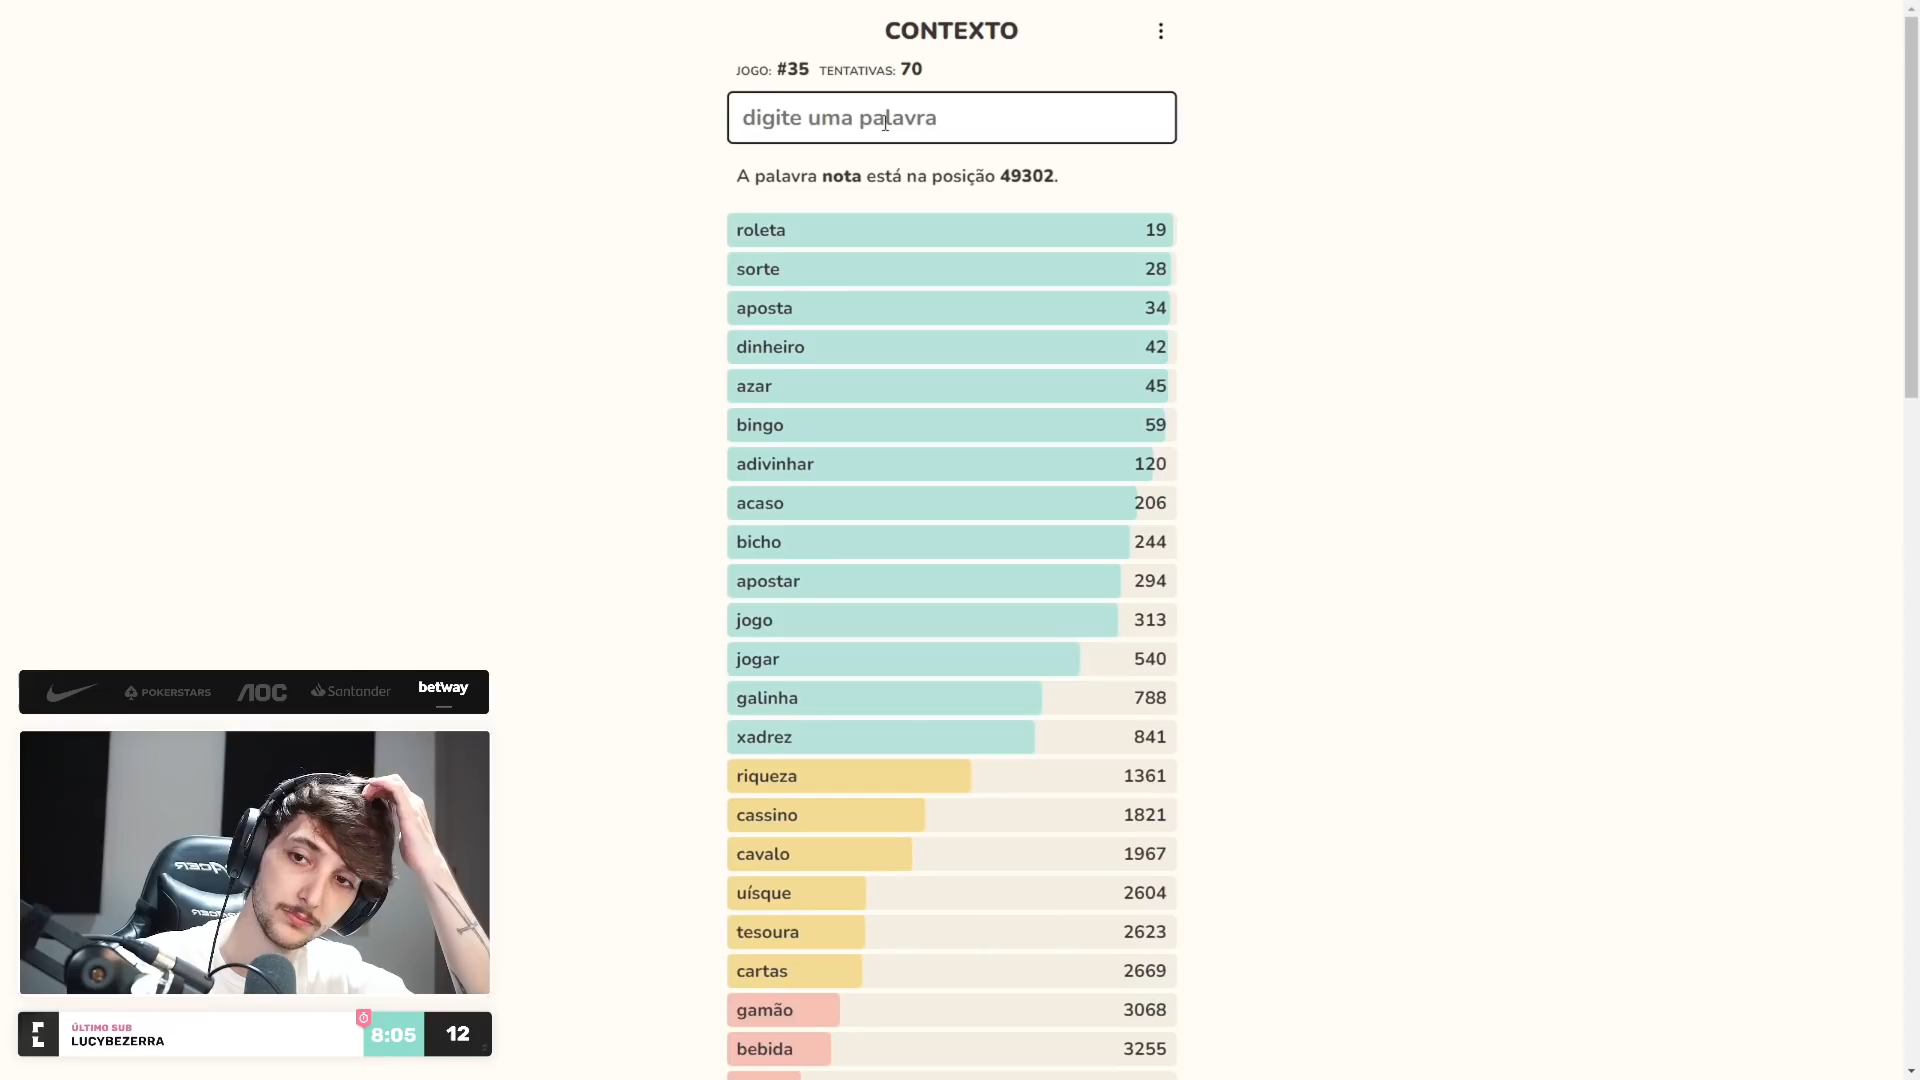 CONTEXTO
JOGO: #35 TENTATIVAS: 70
digite uma palavra
A palavra nota está na posição 49302.
roleta 19
sorte 28
aposta 34
dinheiro 42
azar 45
bingo 59
adivinhar 120
acaso 206
bicho 244
apostar 294
jogo 313
jogar 540
galinha 788
xadrez 841
riqueza 1361
cassino 1821
cavalo 1967
uísque 2604
tesoura 2623
cartas 2669
gamão 3068
bebida 3255
POKERSTARS AOC Santander betway
ÚLTIMO SUB
LUCYBEZERRA
8:05 12